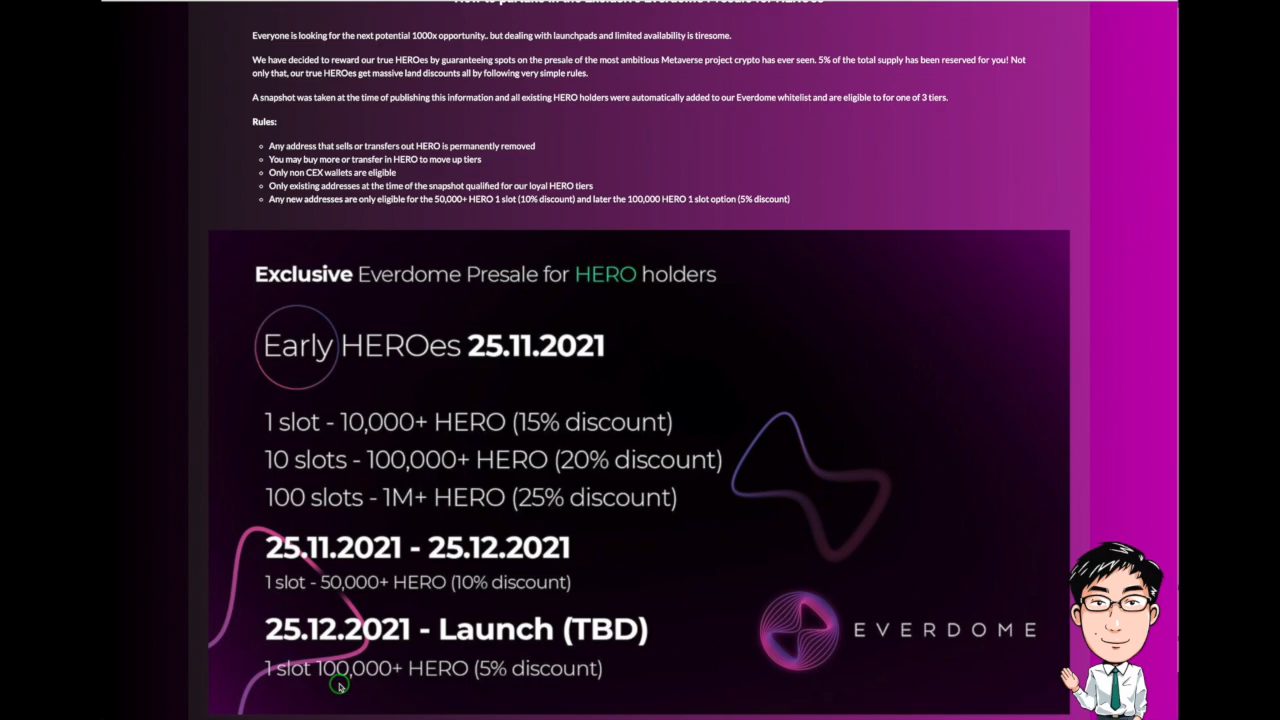 Everyone is looking for the next potential 1000x opportunity.. but dealing with launchpads and limited availability is tiresome.
We have decided to reward our true HEROes by guaranteeing spots on the presale of the most ambitious Metaverse project crypto has ever seen. 5% of the total supply has been reserved for you! Not
only that, our true HEROes get massive land discounts all by following very simple rules.
A snapshot was taken at the time of publishing this information and all existing HERO holders were automatically added to our Everdome whitelist and are eligible to for one of 3 tiers.
Rules:
Any address that sells or transfers out HERO is permanently removed
You may buy more or transfer in HERO to move up tiers
Only non CEX wallets are eligible
Only existing addresses at the time of the snapshot qualified for our loyal HERO tiers
Any new addresses are only eligible for the 50,000+ HERO 1 slot (10% discount) and later the 100,000 HERO 1 slot option (5% discount)
Exclusive Everdome Presale for HERO holders
Early HEROes 25.11.2021
1 slot - 10,000+ HERO (15% discount)
10 slots - 100,000+ HERO (20% discount)
100 slots - 1M+ HERO (25% discount)
25.11.2021 - 25.12.2021
1 slot - 50,000+ HERO (10% discount)
25.12.2021 - Launch (TBD)
1 slot 100,000+ HERO (5% discount)
EVERDOME